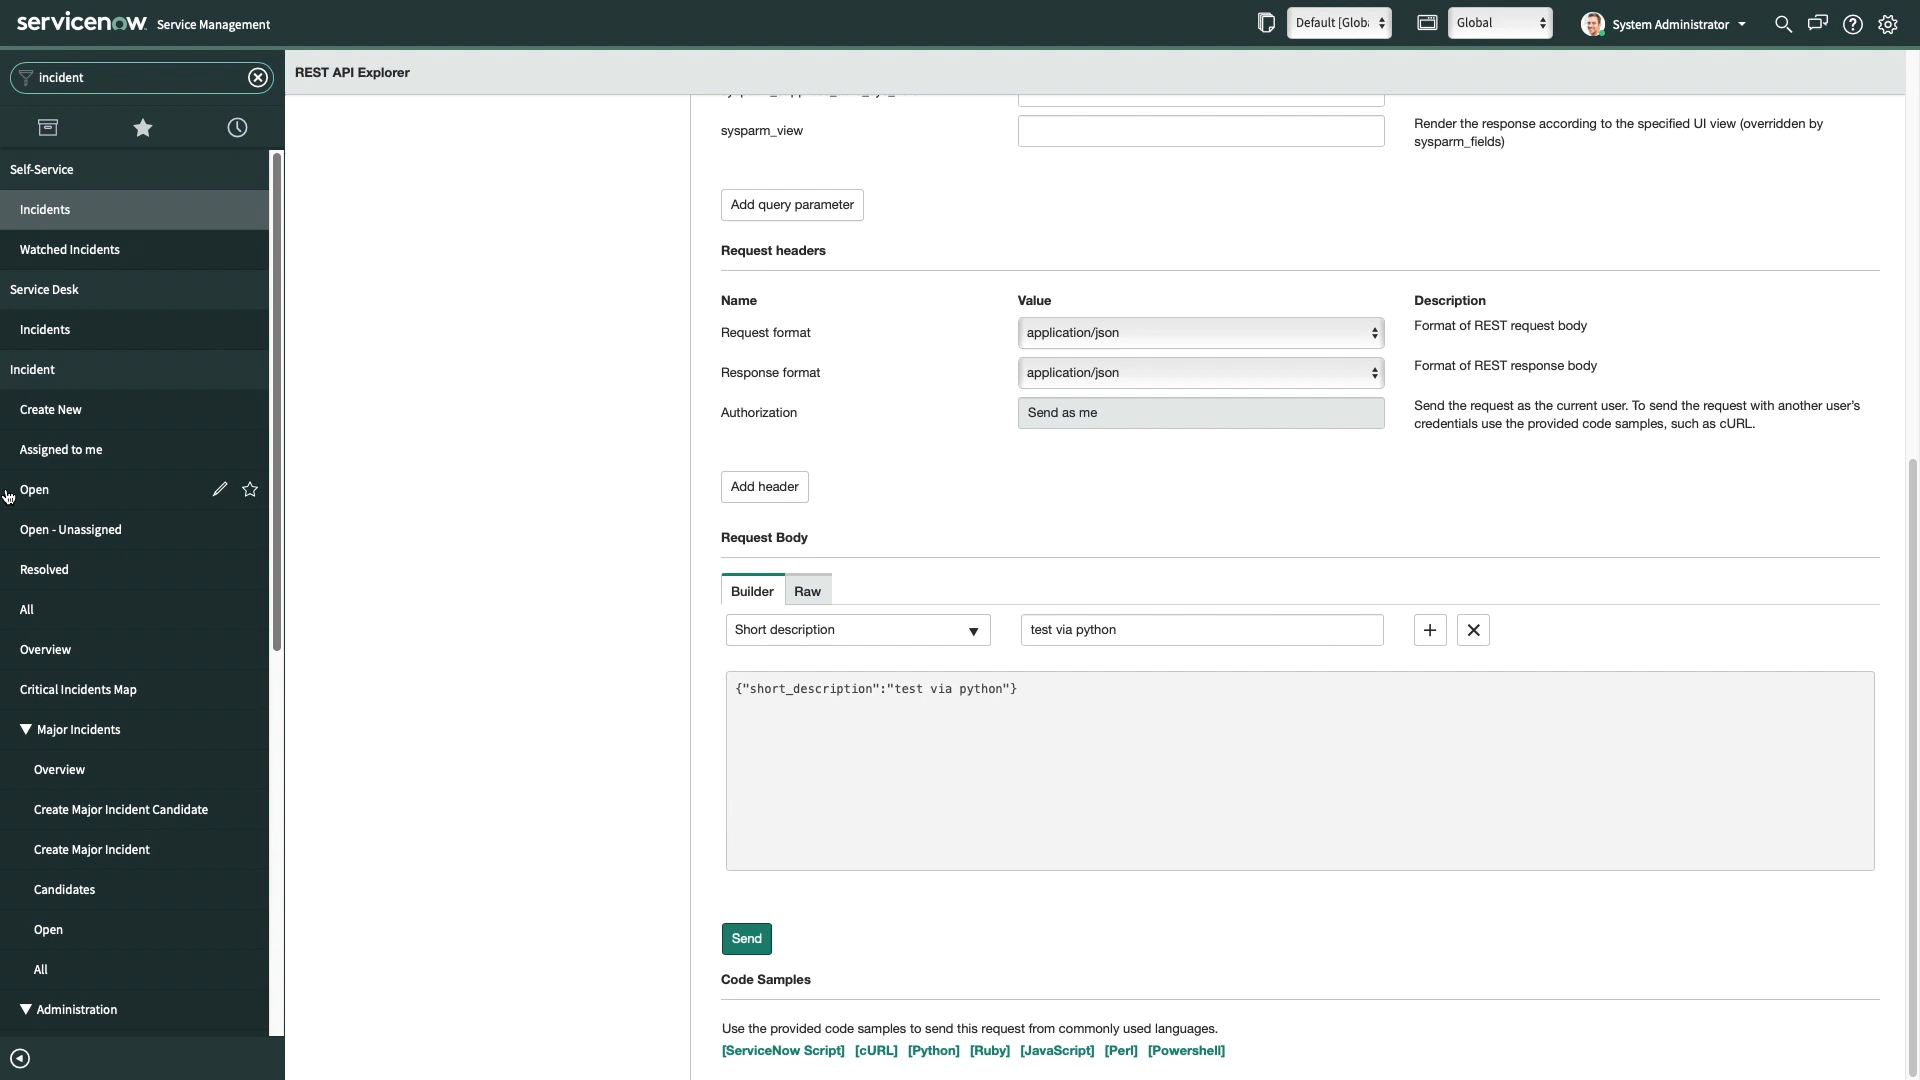 servicenow Service Management
Default [Globa
Global
System Administrator
incident
REST API Explorer
Self-Service
Incidents
Watched Incidents
Service Desk
Incidents
Incident
Create New
Assigned to me
Open
Open - Unassigned
Resolved
All
Overview
Critical Incidents Map
Major Incidents
Overview
Create Major Incident Candidate
Create Major Incident
Candidates
Open
All
Administration
sysparm_view
Render the response according to the specified UI view (overridden by
sysparm_fields)
Add query parameter
Request headers
Name Value Description
Request format application/json Format of REST request body
Response format application/json Format of REST response body
Authorization Send as me Send the request as the current user. To send the request with another user's
credentials use the provided code samples, such as cURL.
Add header
Request Body
Builder Raw
Short description test via python
{"short_description":"test via python"}
Send
Code Samples
Use the provided code samples to send this request from commonly used languages.
[ServiceNow Script] [cURL] [Python] [Ruby] [JavaScript] [Perl] [Powershell]